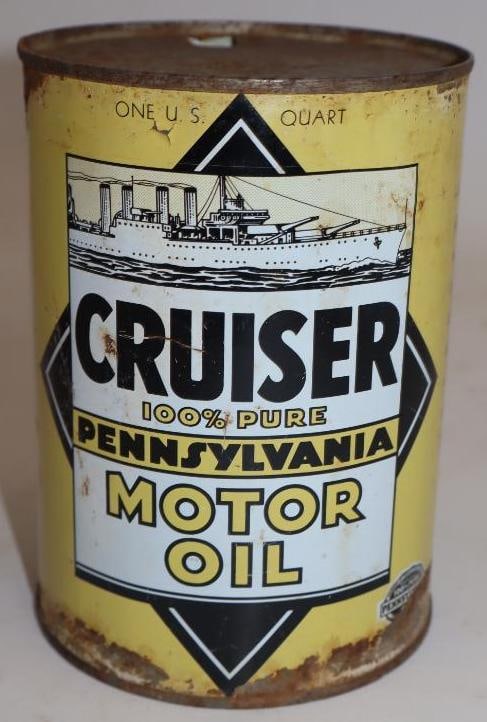 ONE U.S. QUART
CRUISER
100% PURE
PENNSYLVANIA
MOTOR
OIL